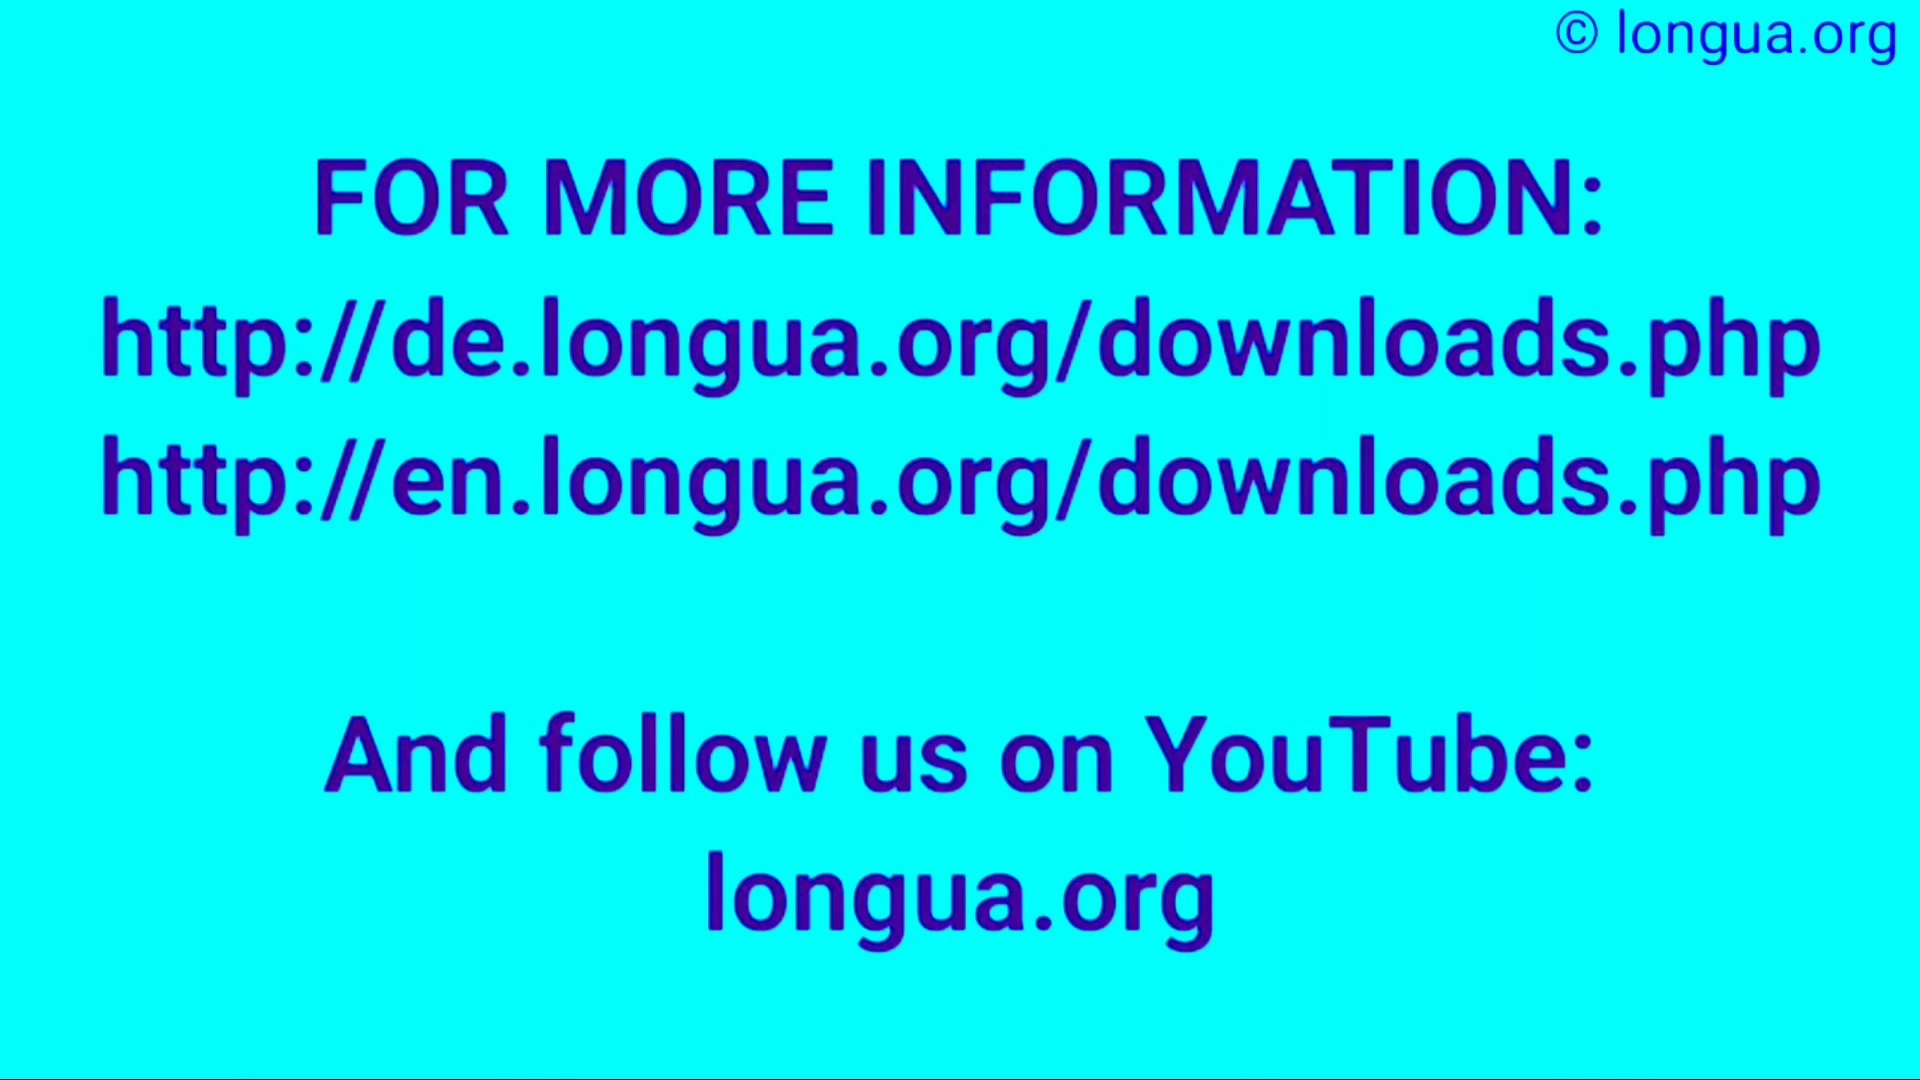 © longua.org
FOR MORE INFORMATION:
http://de.longua.org/downloads.php
http://en.longua.org/downloads.php
And follow us on YouTube:
longua.org